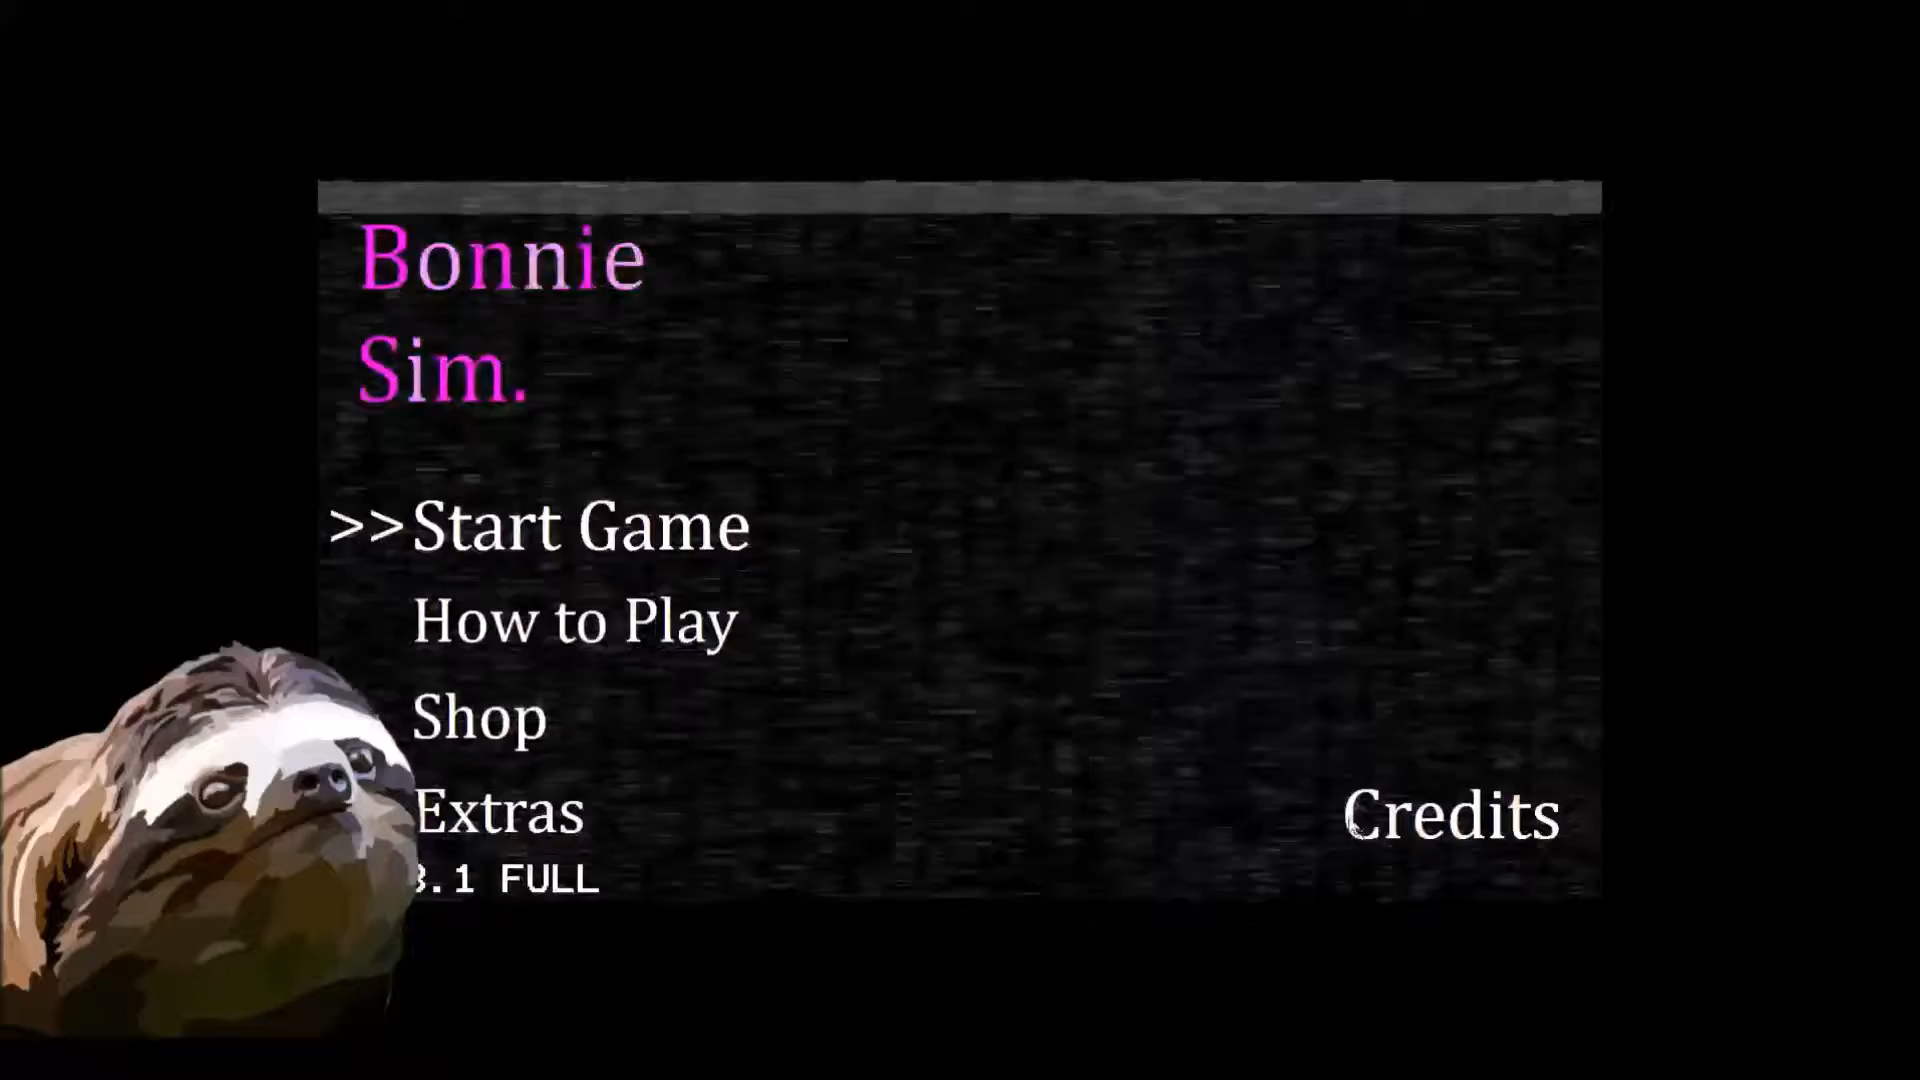 Bonnie
Sim.
>>Start Game
How to Play
Shop
Extras
Credits
.1 FULL